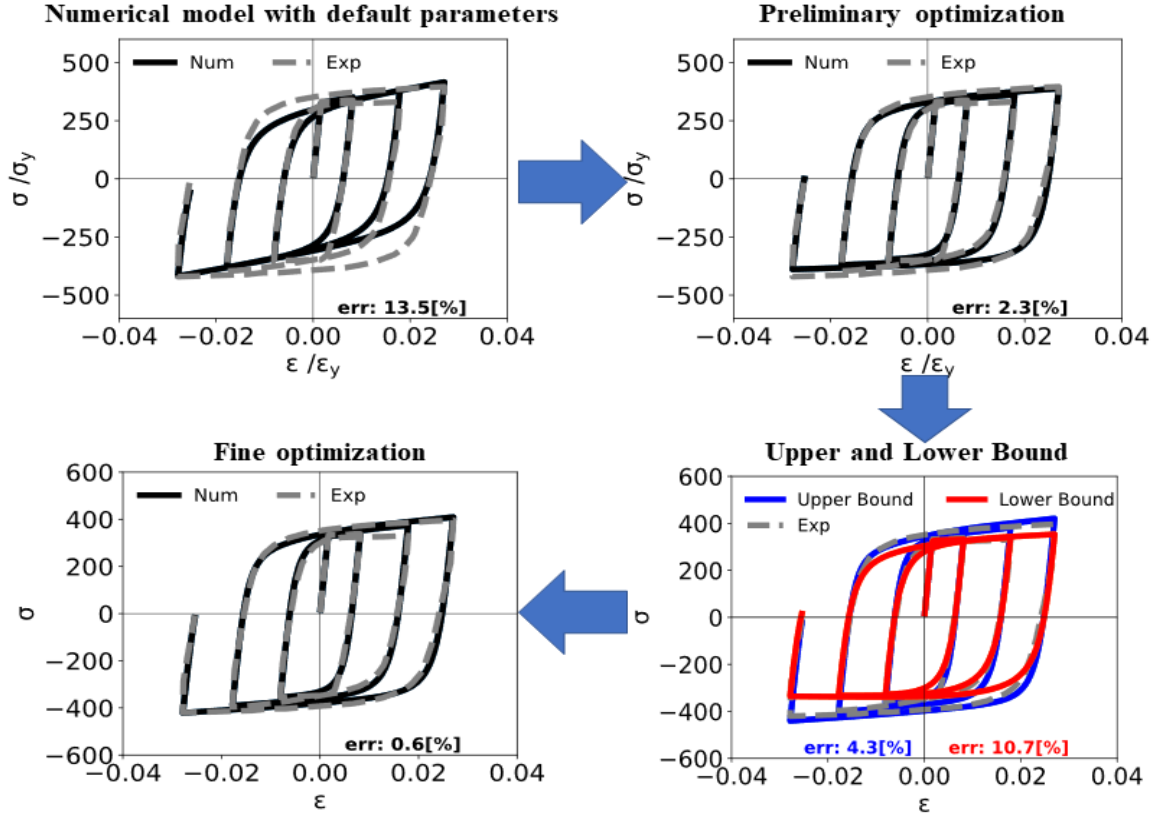 Numerical model with default parameters
500
250
0
−250
−500
σ /σy
Num
Exp
err: 13.5[%]
−0.04
−0.02
0.00
0.02
0.04
ε /εy
Preliminary optimization
500
250
0
−250
−500
σ /σy
Num
Exp
err: 2.3[%]
−0.04
−0.02
0.00
0.02
0.04
ε /εy
Fine optimization
600
400
200
0
−200
−400
−600
σ
Num
Exp
err: 0.6[%]
−0.04
−0.02
0.00
0.02
0.04
ε
Upper and Lower Bound
600
400
200
0
−200
−400
−600
σ
Upper Bound
Lower Bound
Exp
err: 4.3[%]
err: 10.7[%]
−0.04
−0.02
0.00
0.02
0.04
ε